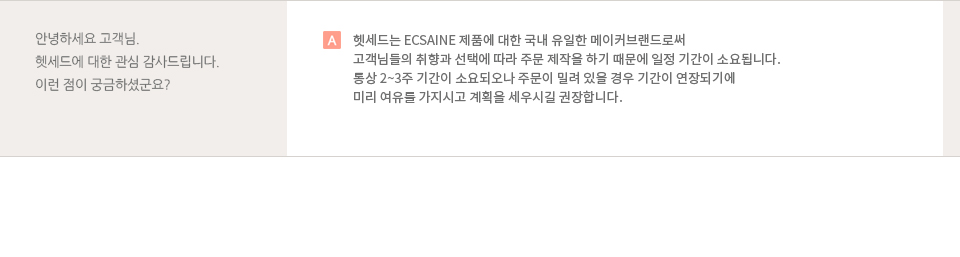 안녕하세요 고객님.
헷세드에 대한 관심 감사드립니다.
이런 점이 궁금하셨군요?
A 헷세드는 ECSAINE 제품에 대한 국내 유일한 메이커브랜드로써
고객님들의 취향과 선택에 따라 주문 제작을 하기 때문에 일정 기간이 소요됩니다.
통상 2~3주 기간이 소요되오나 주문이 밀려 있을 경우 기간이 연장되기에
미리 여유를 가지시고 계획을 세우시길 권장합니다.